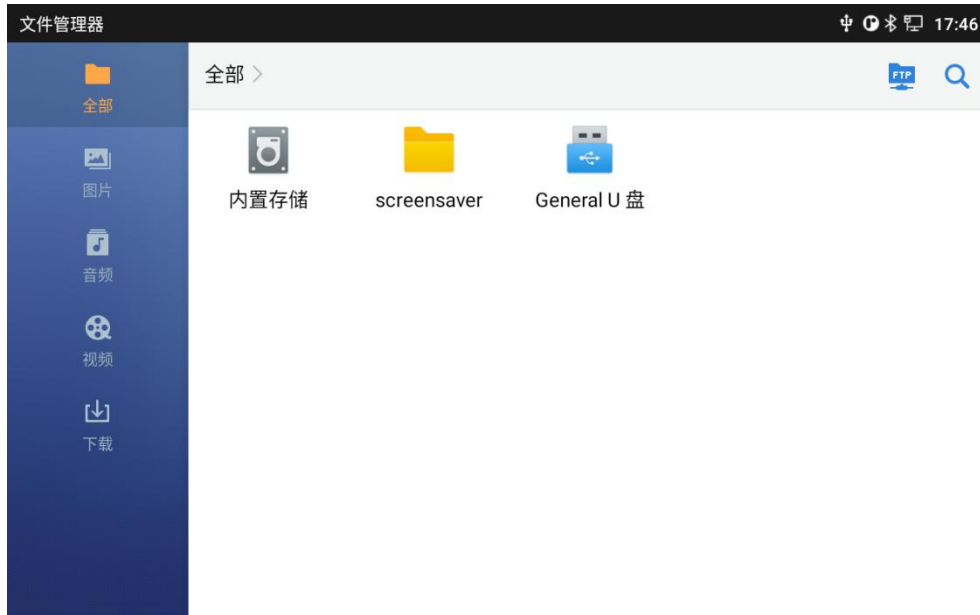 文件管理器
17:46
全部
全部
FTP
图片
音频
视频
下载
内置存储
screensaver
General U 盘